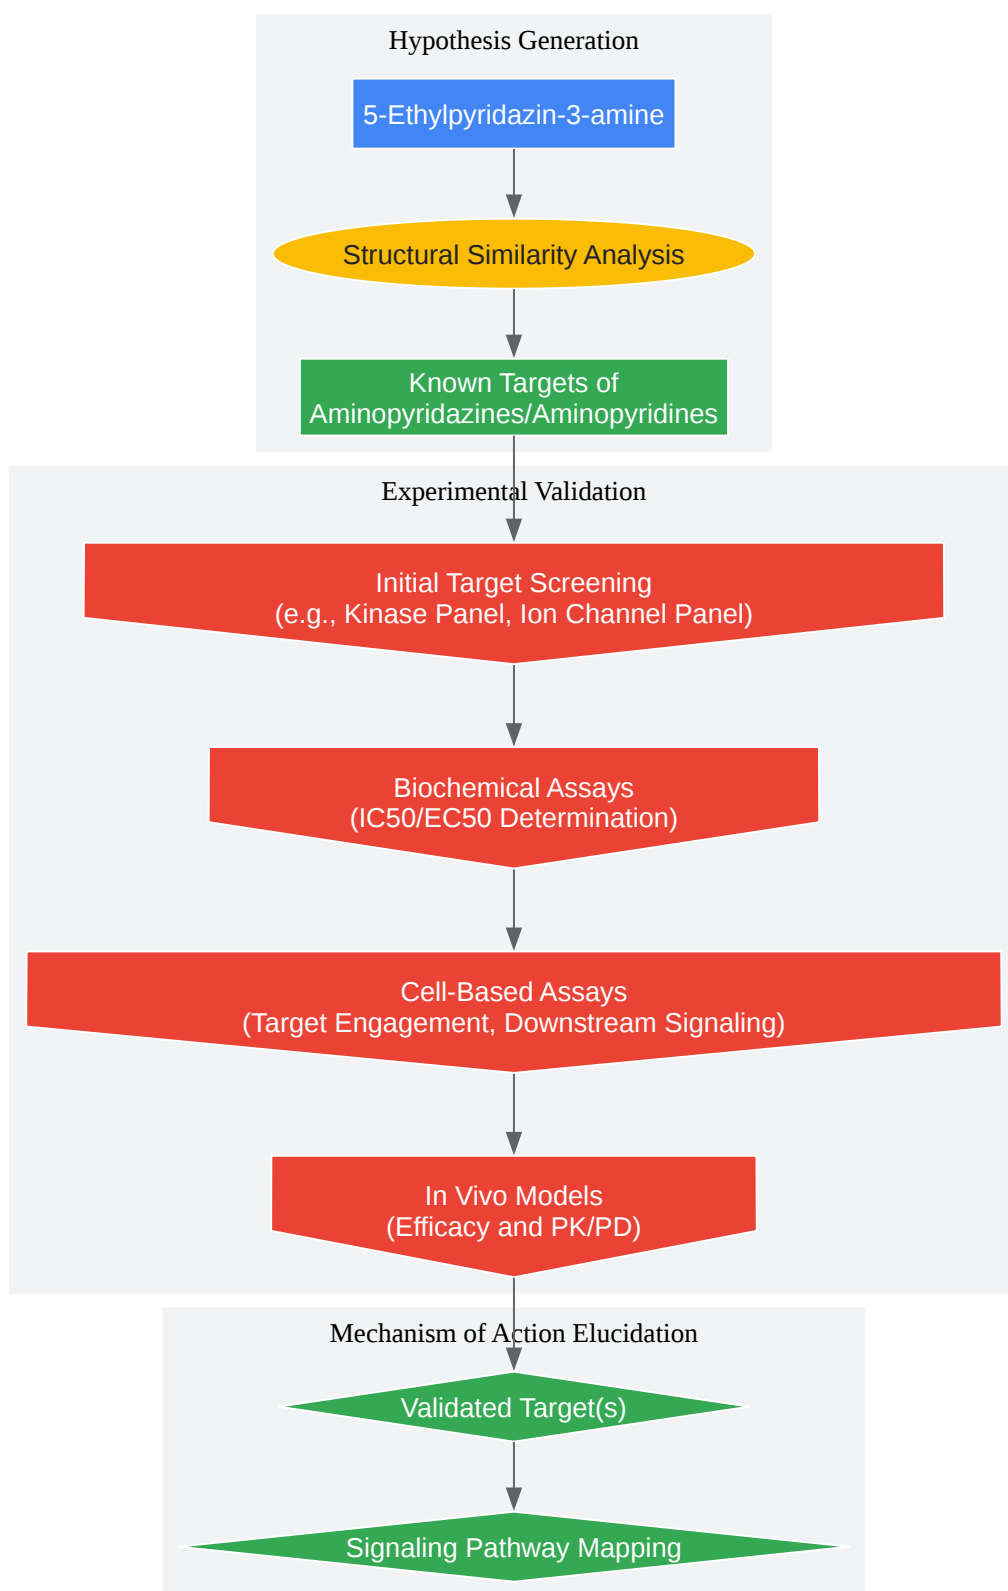 Hypothesis Generation
5-Ethylpyridazin-3-amine
Structural Similarity Analysis
Known Targets of
Aminopyridazines/Aminopyridines
Experimental Validation
Initial Target Screening
(e.g., Kinase Panel, Ion Channel Panel)
Biochemical Assays
(IC50/EC50 Determination)
Cell-Based Assays
(Target Engagement, Downstream Signaling)
In Vivo Models
(Efficacy and PK/PD)
Mechanism of Action Elucidation
Validated Target(s)
Signaling Pathway Mapping